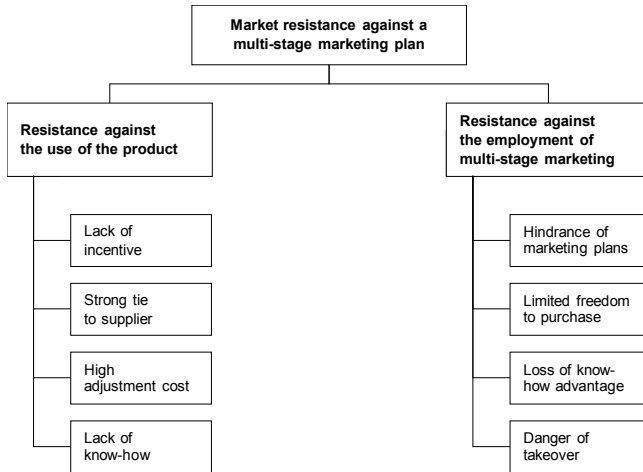 Market resistance against a
multi-stage marketing plan
Resistance against
the use of the product
Lack of
incentive
Strong tie
to supplier
High
adjustment cost
Lack of
know-how
Resistance against
the employment of
multi-stage marketing
Hindrance of
marketing plans
Limited freedom
to purchase
Loss of know-
how advantage
Danger of
takeover